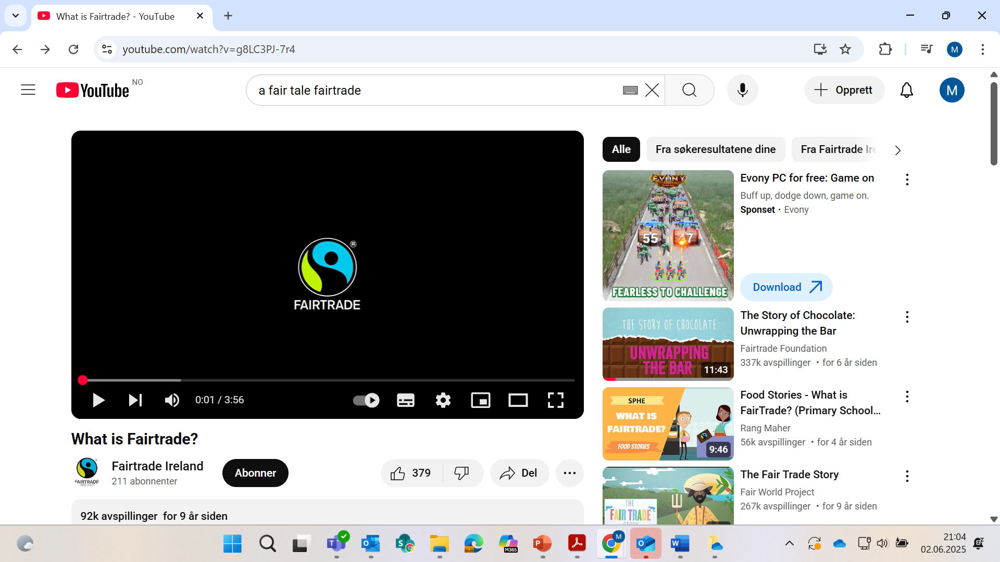 What is Fairtrade? - YouTube
youtube.com/watch?v=g8LC3PJ-7r4
M
YouTube NO
a fair tale fairtrade
Opprett
M
FAIRTRADE
®
0:01 / 3:56
What is Fairtrade?
FAIRTRADE
IRELAND
Fairtrade Ireland
211 abonnenter
Abonner
379
Del
92k avspillinger for 9 år siden
Alle
Fra søkeresultatene dine
Fra Fairtrade Ire
EVONY
55
47
FEARLESS TO CHALLENGE
Evony PC for free: Game on
Buff up, dodge down, game on.
Sponset · Evony
Download
THE STORY OF CHOCOLATE:
UNWRAPPING
THE BAR
11:43
The Story of Chocolate:
Unwrapping the Bar
Fairtrade Foundation
337k avspillinger • for 6 år siden
SPHE
WHAT IS
FAIRTRADE?
FOOD STORIES
9:46
Food Stories - What is
FairTrade? (Primary School...
Rang Maher
56k avspillinger • for 4 år siden
THE
FAIR TRADE
STORY
The Fair Trade Story
Fair World Project
267k avspillinger • for 9 år siden
M365
M
21:04
02.06.2025